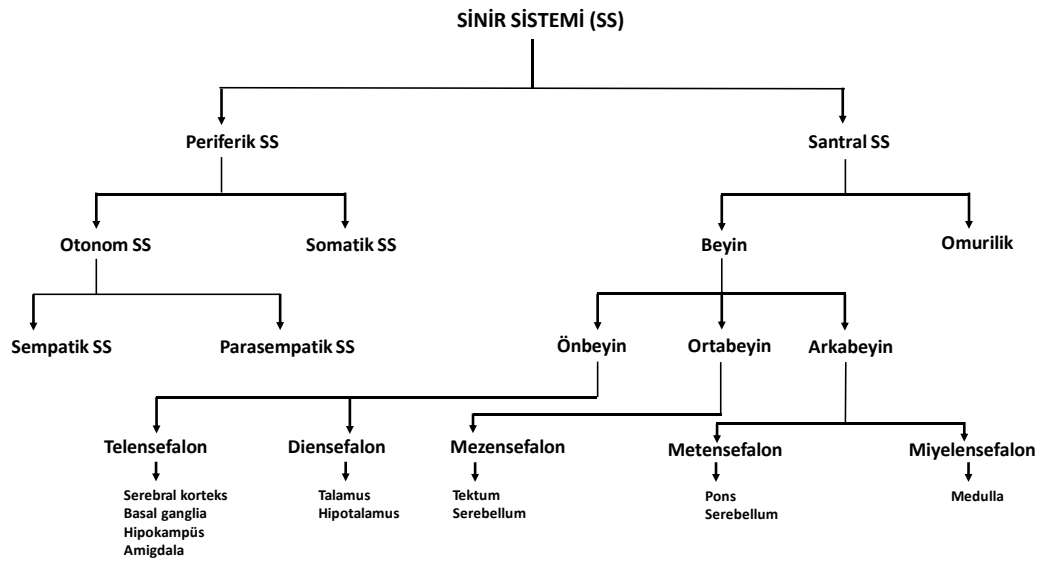 SİNİR SİSTEMİ (SS)
Periferik SS
Santral SS
Otonom SS
Somatik SS
Beyin
Omurilik
Sempatik SS
Parasempatik SS
Önbeyin
Ortabeyin
Arkabeyin
Telensefalon
Diensefalon
Mezensefalon
Metensefalon
Miyelensefalon
Serebral korteks
Basal ganglia
Hipokampüs
Amigdala
Talamus
Hipotalamus
Tektum
Serebellum
Pons
Serebellum
Medulla